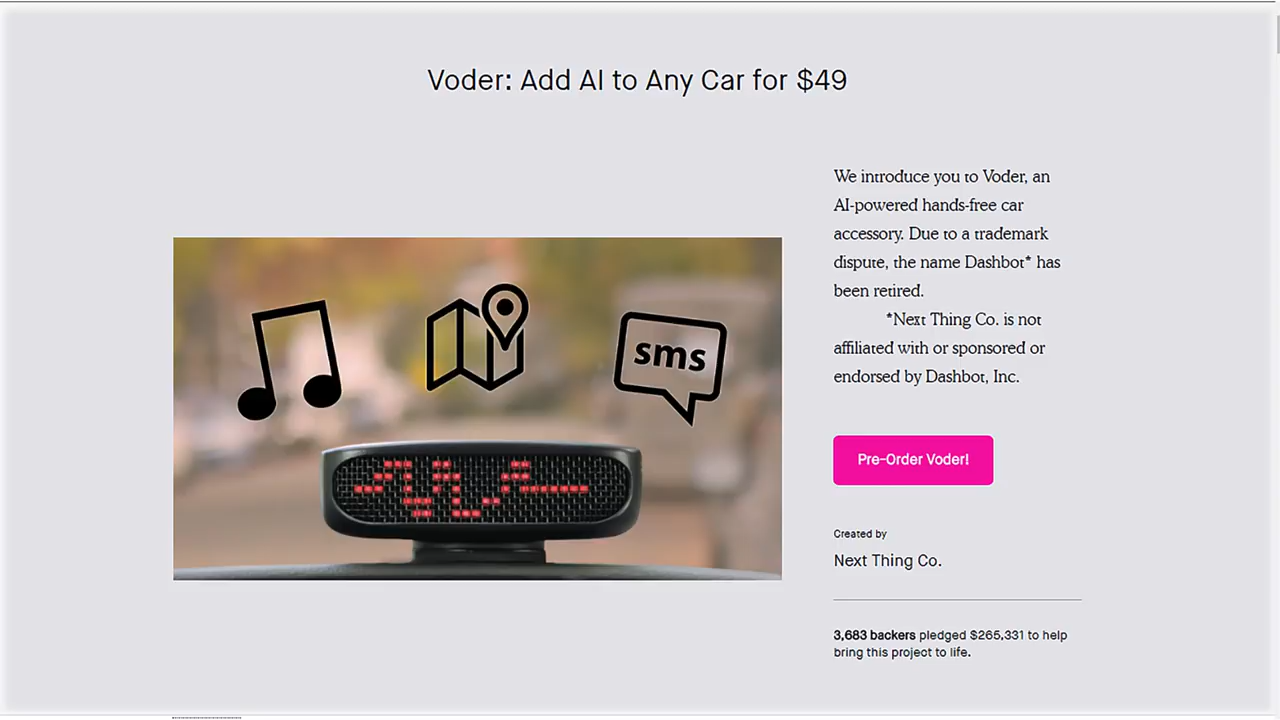 Voder: Add AI to Any Car for $49
We introduce you to Voder, an
AI-powered hands-free car
accessory. Due to a trademark
dispute, the name Dashbot* has
been retired.
*Next Thing Co. is not
affiliated with or sponsored or
endorsed by Dashbot, Inc.
sms
Pre-Order Voder!
Created by
Next Thing Co.
3,683 backers pledged $265,331 to help
bring this project to life.